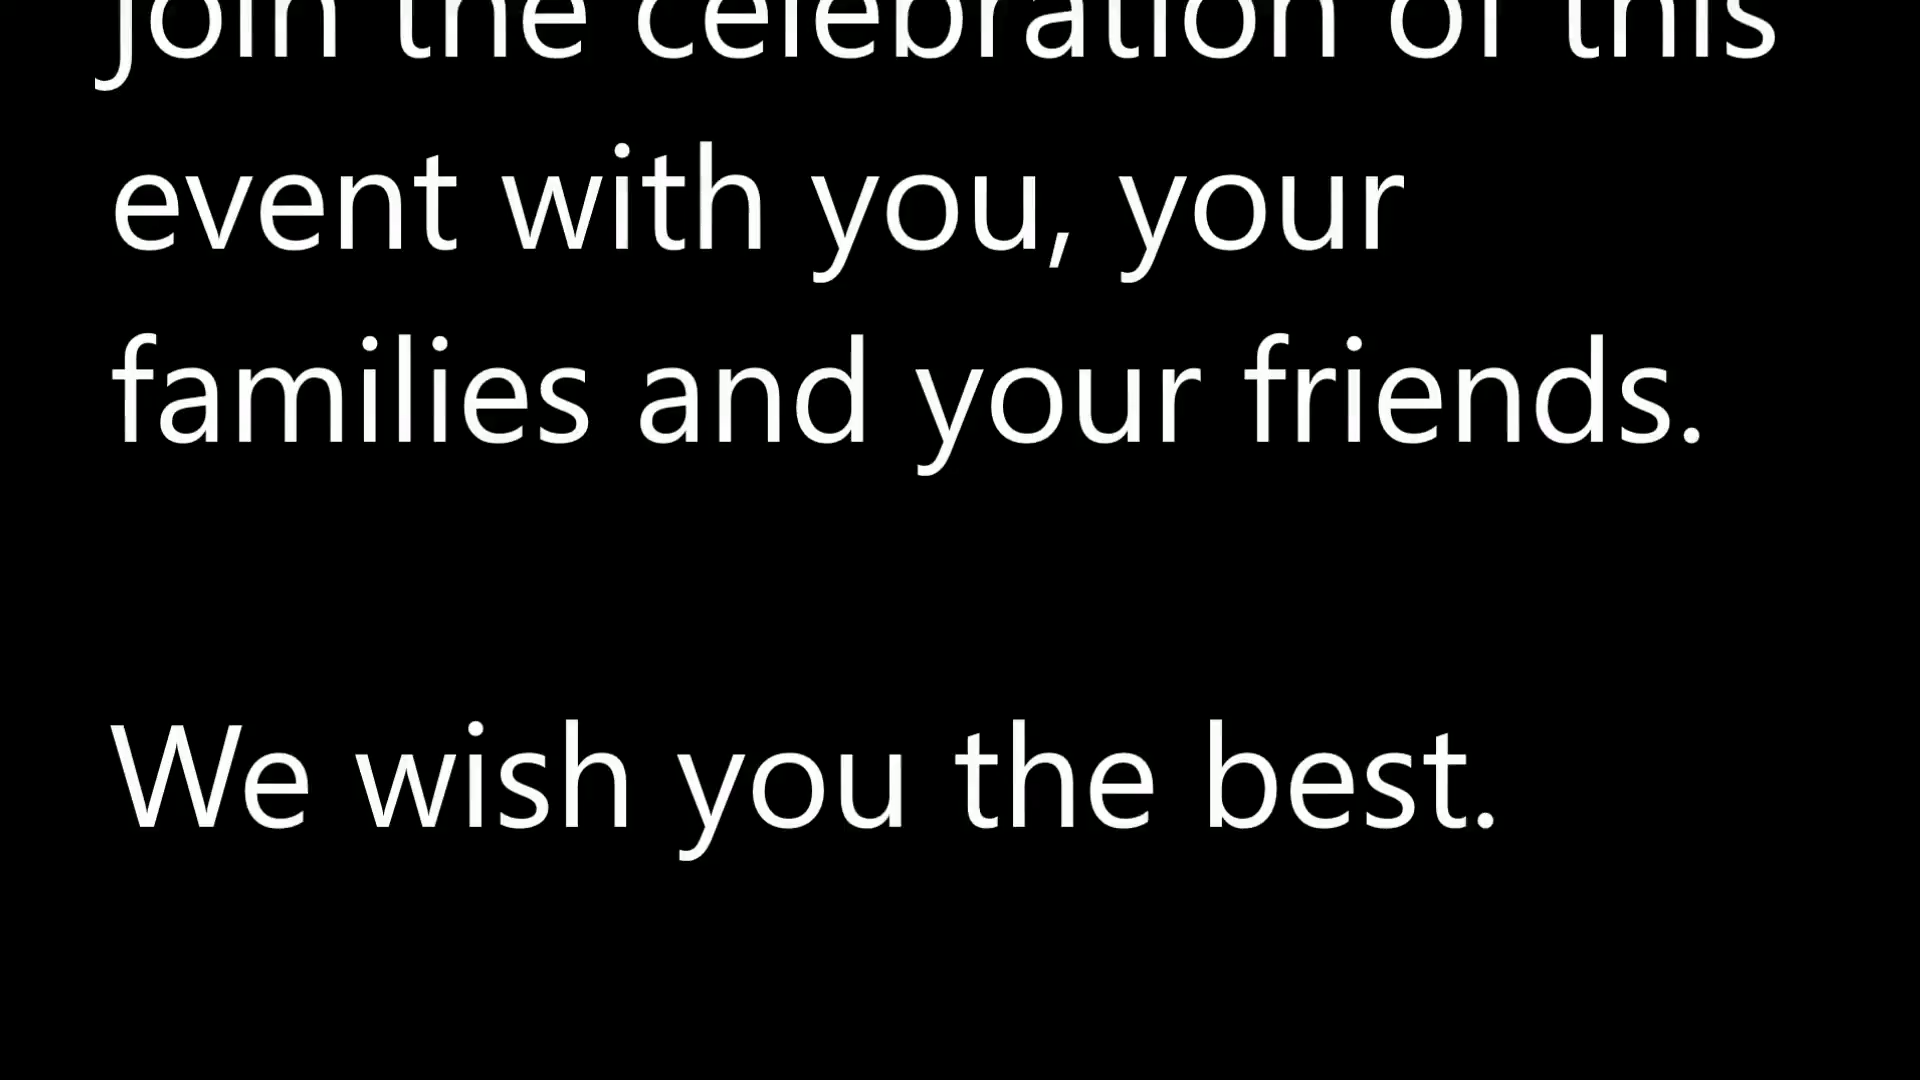 join the celebration of this
event with you, your
families and your friends.
We wish you the best.